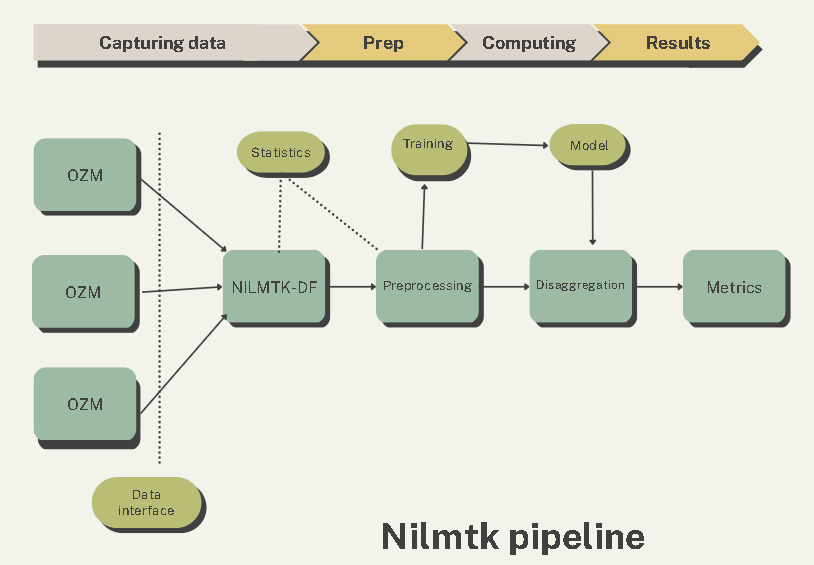 Capturing data
Prep
Computing
Results
OZM
Statistics
Training
Model
OZM
NILMTK-DF
Preprocessing
Disaggregation
Metrics
OZM
Data
interface
Nilmtk pipeline